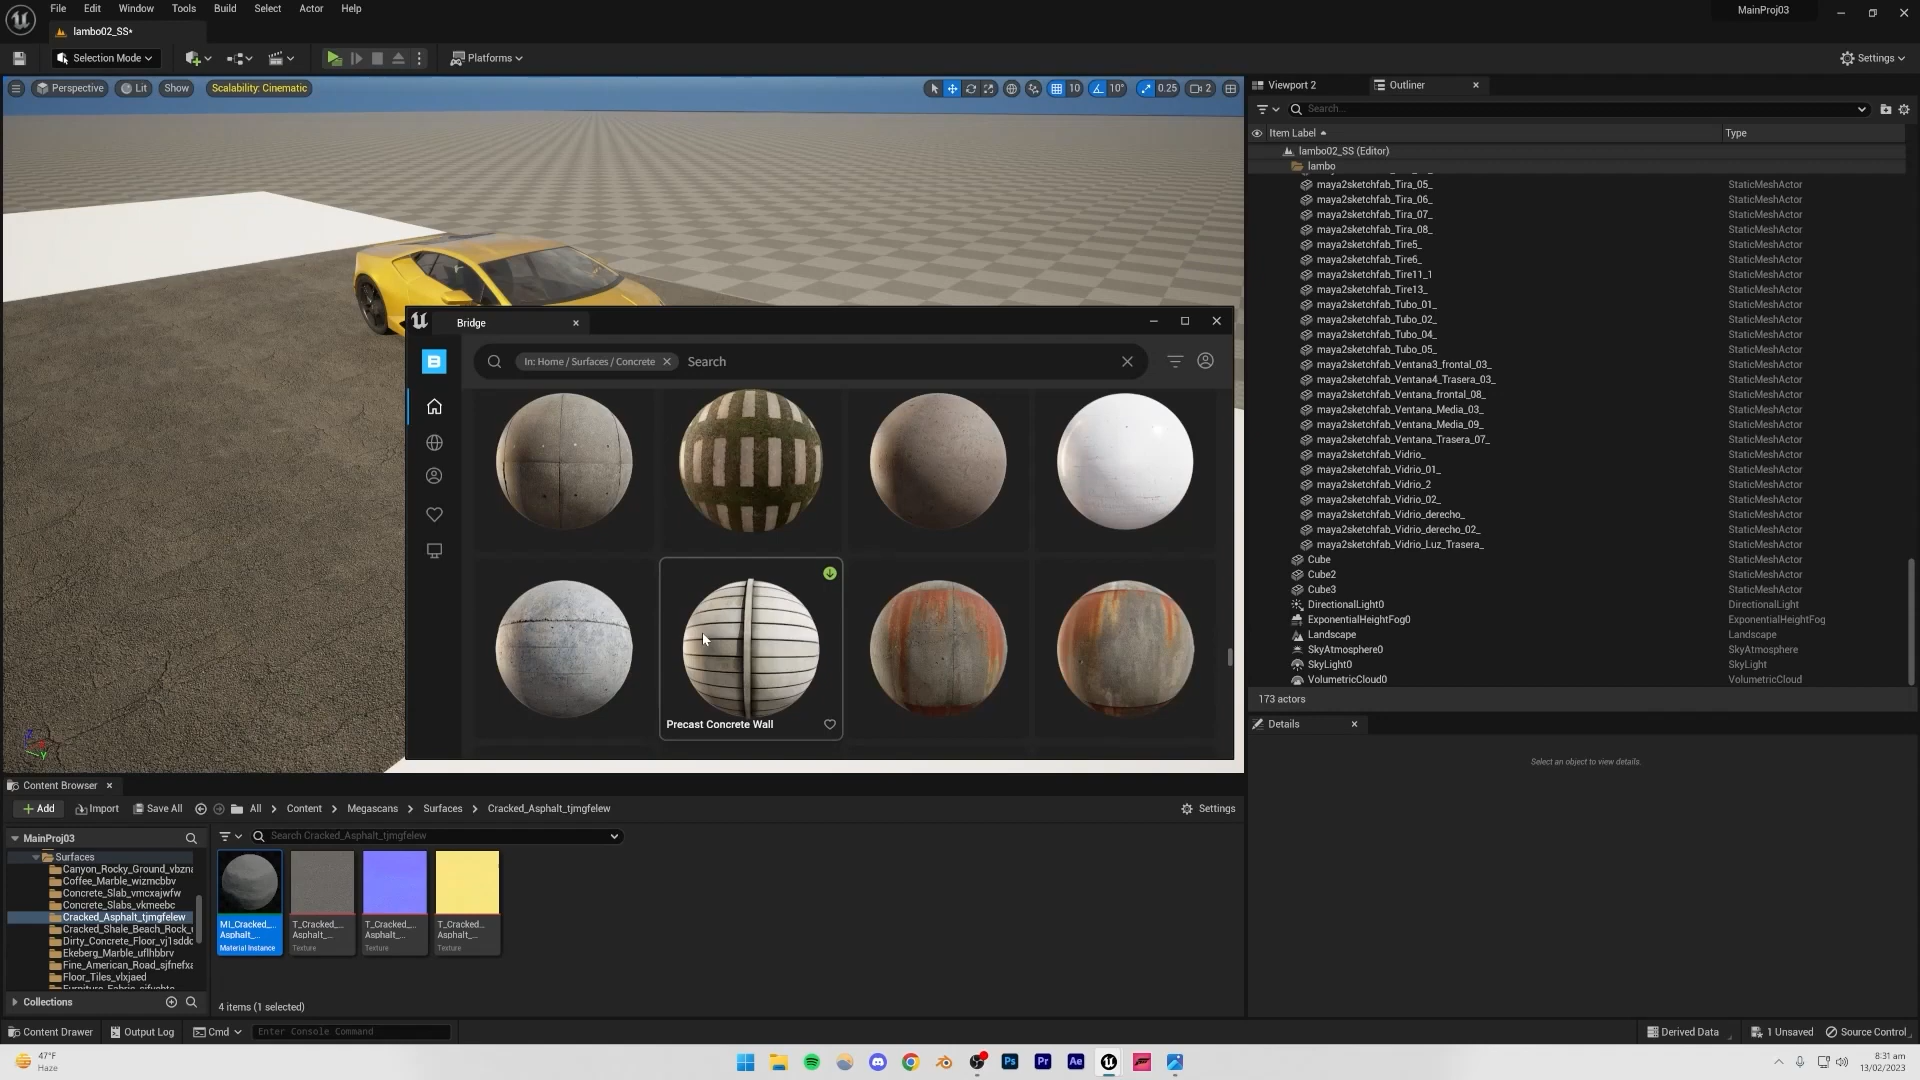 File Edit Window Tools Build Select Actor Help
MainProj03
lambo02_SS*
Selection Mode
Platforms
Settings
Perspective
Lit
Show
Scalability: Cinematic
10
10°
0.25
2
Viewport 2
Outliner
Search...
Item Label
Type
lambo02_SS (Editor)
lambo
maya2sketchfab_Tira_05_ StaticMeshActor
maya2sketchfab_Tira_06_ StaticMeshActor
maya2sketchfab_Tira_07_ StaticMeshActor
maya2sketchfab_Tira_08_ StaticMeshActor
maya2sketchfab_Tire5_ StaticMeshActor
maya2sketchfab_Tire6_ StaticMeshActor
maya2sketchfab_Tire11_1 StaticMeshActor
maya2sketchfab_Tire13_ StaticMeshActor
maya2sketchfab_Tubo_01_ StaticMeshActor
maya2sketchfab_Tubo_02_ StaticMeshActor
maya2sketchfab_Tubo_04_ StaticMeshActor
maya2sketchfab_Tubo_05_ StaticMeshActor
maya2sketchfab_Ventana3_frontal_03_ StaticMeshActor
maya2sketchfab_Ventana4_Trasera_03_ StaticMeshActor
maya2sketchfab_Ventana_frontal_08_ StaticMeshActor
maya2sketchfab_Ventana_Media_03_ StaticMeshActor
maya2sketchfab_Ventana_Media_09_ StaticMeshActor
maya2sketchfab_Ventana_Trasera_07_ StaticMeshActor
maya2sketchfab_Vidrio_ StaticMeshActor
maya2sketchfab_Vidrio_01_ StaticMeshActor
maya2sketchfab_Vidrio_2 StaticMeshActor
maya2sketchfab_Vidrio_02_ StaticMeshActor
maya2sketchfab_Vidrio_derecho_ StaticMeshActor
maya2sketchfab_Vidrio_derecho_02_ StaticMeshActor
maya2sketchfab_Vidrio_Luz_Trasera_ StaticMeshActor
Cube StaticMeshActor
Cube2 StaticMeshActor
Cube3 StaticMeshActor
DirectionalLight0 DirectionalLight
ExponentialHeightFog0 ExponentialHeightFog
Landscape Landscape
SkyAtmosphere0 SkyAtmosphere
SkyLight0 SkyLight
VolumetricCloud0 VolumetricCloud
173 actors
Details
Select an object to view details.
Bridge
In: Home / Surfaces / Concrete
Search
Precast Concrete Wall
Content Browser
Add Import Save All All Content Megascans Surfaces Cracked_Asphalt_tjmgfelew Settings
MainProj03
Search Cracked_Asphalt_tjmgfelew
Surfaces
Canyon_Rocky_Ground_vbzna
Coffee_Marble_wizmcbbv
Concrete_Slab_vmcxajwfw
Concrete_Slabs_vkmeebc
Cracked_Asphalt_tjmgfelew
Cracked_Shale_Beach_Rock_
Dirty_Concrete_Floor_vj1sddc
Ekeberg_Marble_uflhbbrv
Fine_American_Road_sjfnefxa
Floor_Tiles_vlxjaed
MI_Cracked_...
Asphalt_...
Material Instance
T_Cracked_...
Asphalt_...
Texture
T_Cracked_...
Asphalt_...
Texture
T_Cracked_...
Asphalt_...
Texture
Collections
4 items (1 selected)
Content Drawer Output Log Cmd Enter Console Command
Derived Data 1 Unsaved Source Control
47°F
Haze
Ps
Pr
Ae
8:31 am
13/02/2023